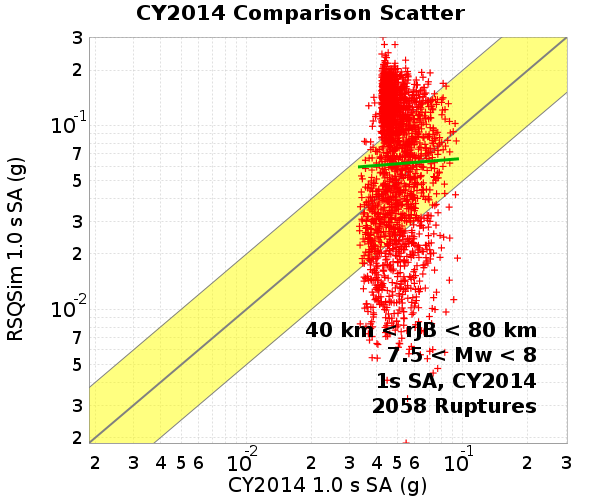 CY2014 Comparison Scatter
RSQSim 1.0 s SA (g)
3
2
10⁻¹
7
5
3
2
10⁻²
7
5
3
2
40 km < rJB < 80 km
7.5 < Mw < 8
1s SA, CY2014
2058 Ruptures
2 3 4 5 6 10⁻² 2 3 4 5 6 10⁻¹ 2 3
CY2014 1.0 s SA (g)